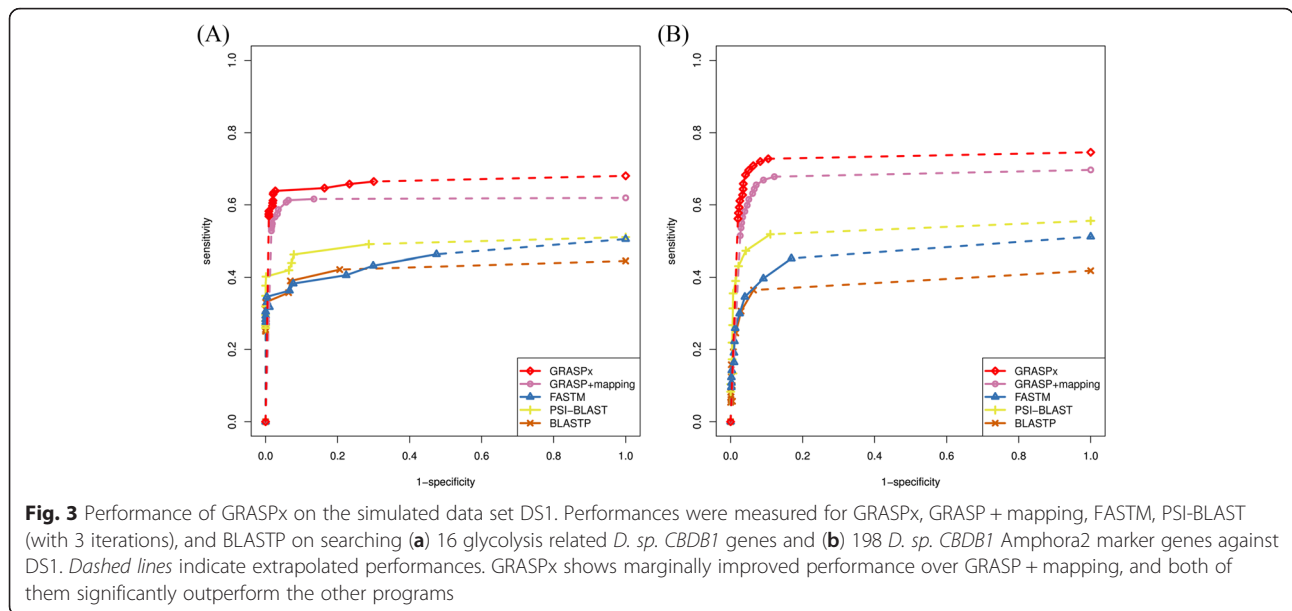 (A)
1.0
0.8
0.6
0.4
0.2
0.0
sensitivity
0.0 0.2 0.4 0.6 0.8 1.0
1-specificity
GRASPx
GRASP+mapping
FASTM
PSI-BLAST
BLASTP
(B)
1.0
0.8
0.6
0.4
0.2
0.0
sensitivity
0.0 0.2 0.4 0.6 0.8 1.0
1-specificity
GRASPx
GRASP+mapping
FASTM
PSI-BLAST
BLASTP
Fig. 3 Performance of GRASPx on the simulated data set DS1. Performances were measured for GRASPx, GRASP + mapping, FASTM, PSI-BLAST
(with 3 iterations), and BLASTP on searching (a) 16 glycolysis related D. sp. CBDB1 genes and (b) 198 D. sp. CBDB1 Amphora2 marker genes against
DS1. Dashed lines indicate extrapolated performances. GRASPx shows marginally improved performance over GRASP + mapping, and both of
them significantly outperform the other programs